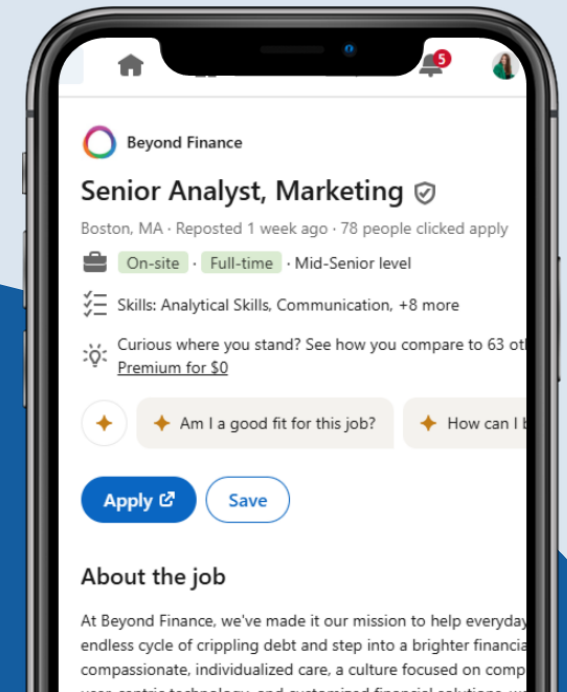 5
Beyond Finance
Senior Analyst, Marketing
Boston, MA · Reposted 1 week ago · 78 people clicked apply
On-site · Full-time · Mid-Senior level
Skills: Analytical Skills, Communication, +8 more
Curious where you stand? See how you compare to 63
Premium for $0
Am I a good fit for this job?
How can I
Apply
Save
About the job
At Beyond Finance, we've made it our mission to help everyday
endless cycle of crippling debt and step into a brighter
compassionate, individualized care, a culture focused on